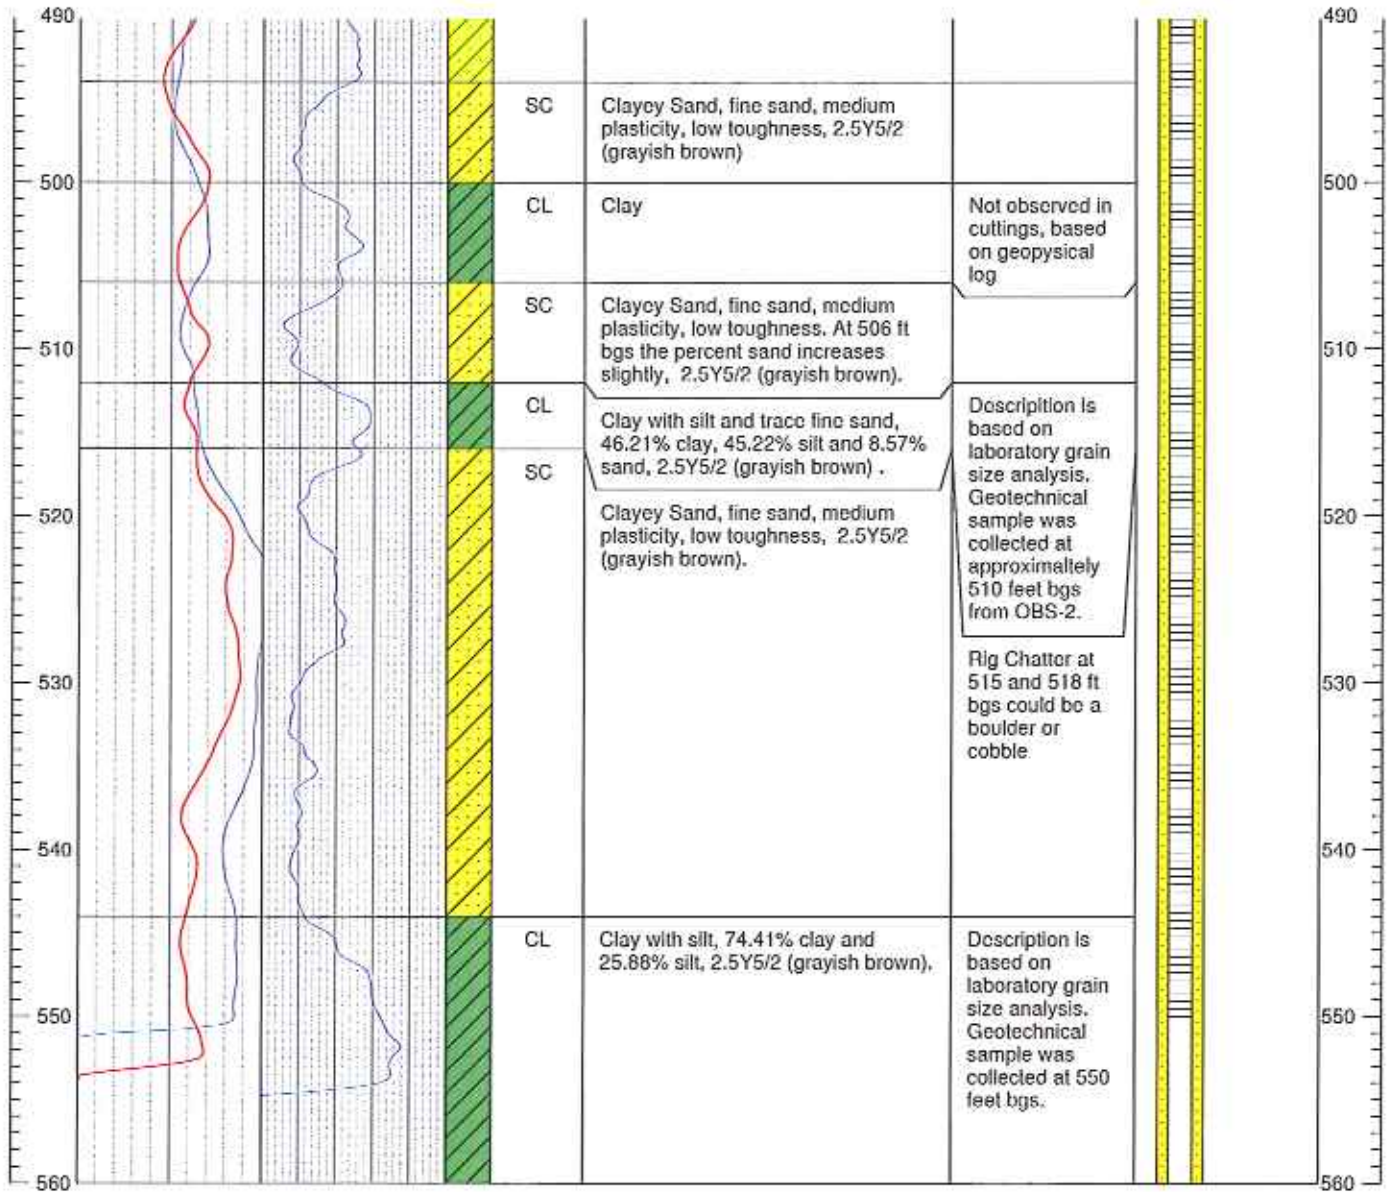 490
490
SC
Clayey Sand, fine sand, medium
plasticity, low toughness, 2.5Y5/2
(grayish brown)
500
500
CL
Clay
Not observed in
cuttings, based
on geopysical
log
SC
Clayey Sand, fine sand, medium
plasticity, low toughness. At 506 ft
bgs the percent sand increases
slightly, 2.5Y5/2 (grayish brown).
510
510
CL
Clay with silt and trace fine sand,
46.21% clay, 45.22% silt and 8.57%
sand, 2.5Y5/2 (grayish brown) .
Descripition is
based on
laboratory grain
size analysis.
Geotechnical
sample was
collected at
approximaltely
510 feet bgs
from OBS-2.
SC
Clayey Sand, fine sand, medium
plasticity, low toughness, 2.5Y5/2
(grayish brown).
520
520
Rig Chatter at
515 and 518 ft
bgs could be a
boulder or
cobble
530
530
540
540
CL
Clay with silt, 74.41% clay and
25.88% silt, 2.5Y5/2 (grayish brown).
Description is
based on
laboratory grain
size analysis.
Geotechnical
sample was
collected at 550
feet bgs.
550
550
560
560